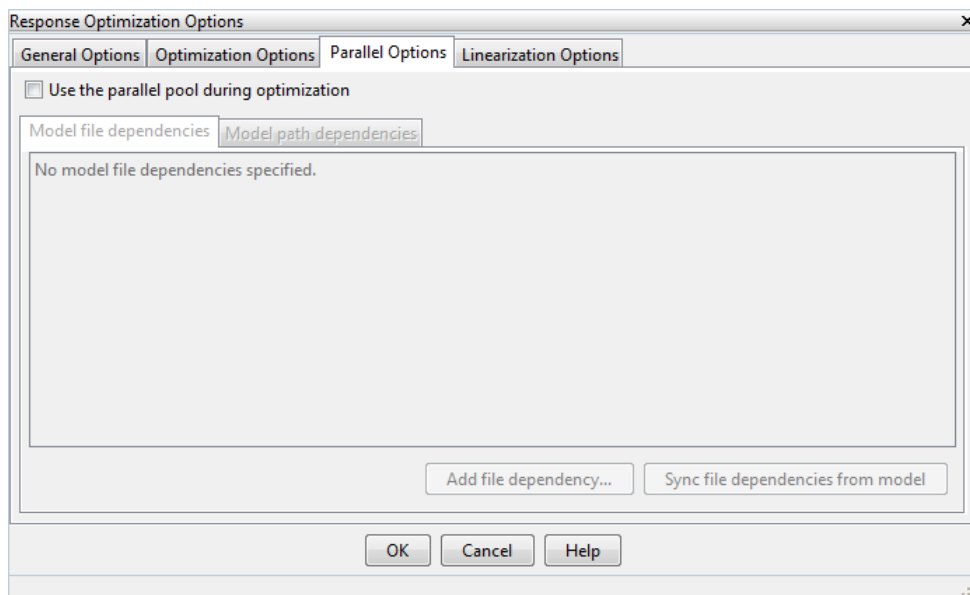 Response Optimization Options
General Options Optimization Options Parallel Options Linearization Options
Use the parallel pool during optimization
Model file dependencies Model path dependencies
No model file dependencies specified.
Add file dependency... Sync file dependencies from model
OK Cancel Help